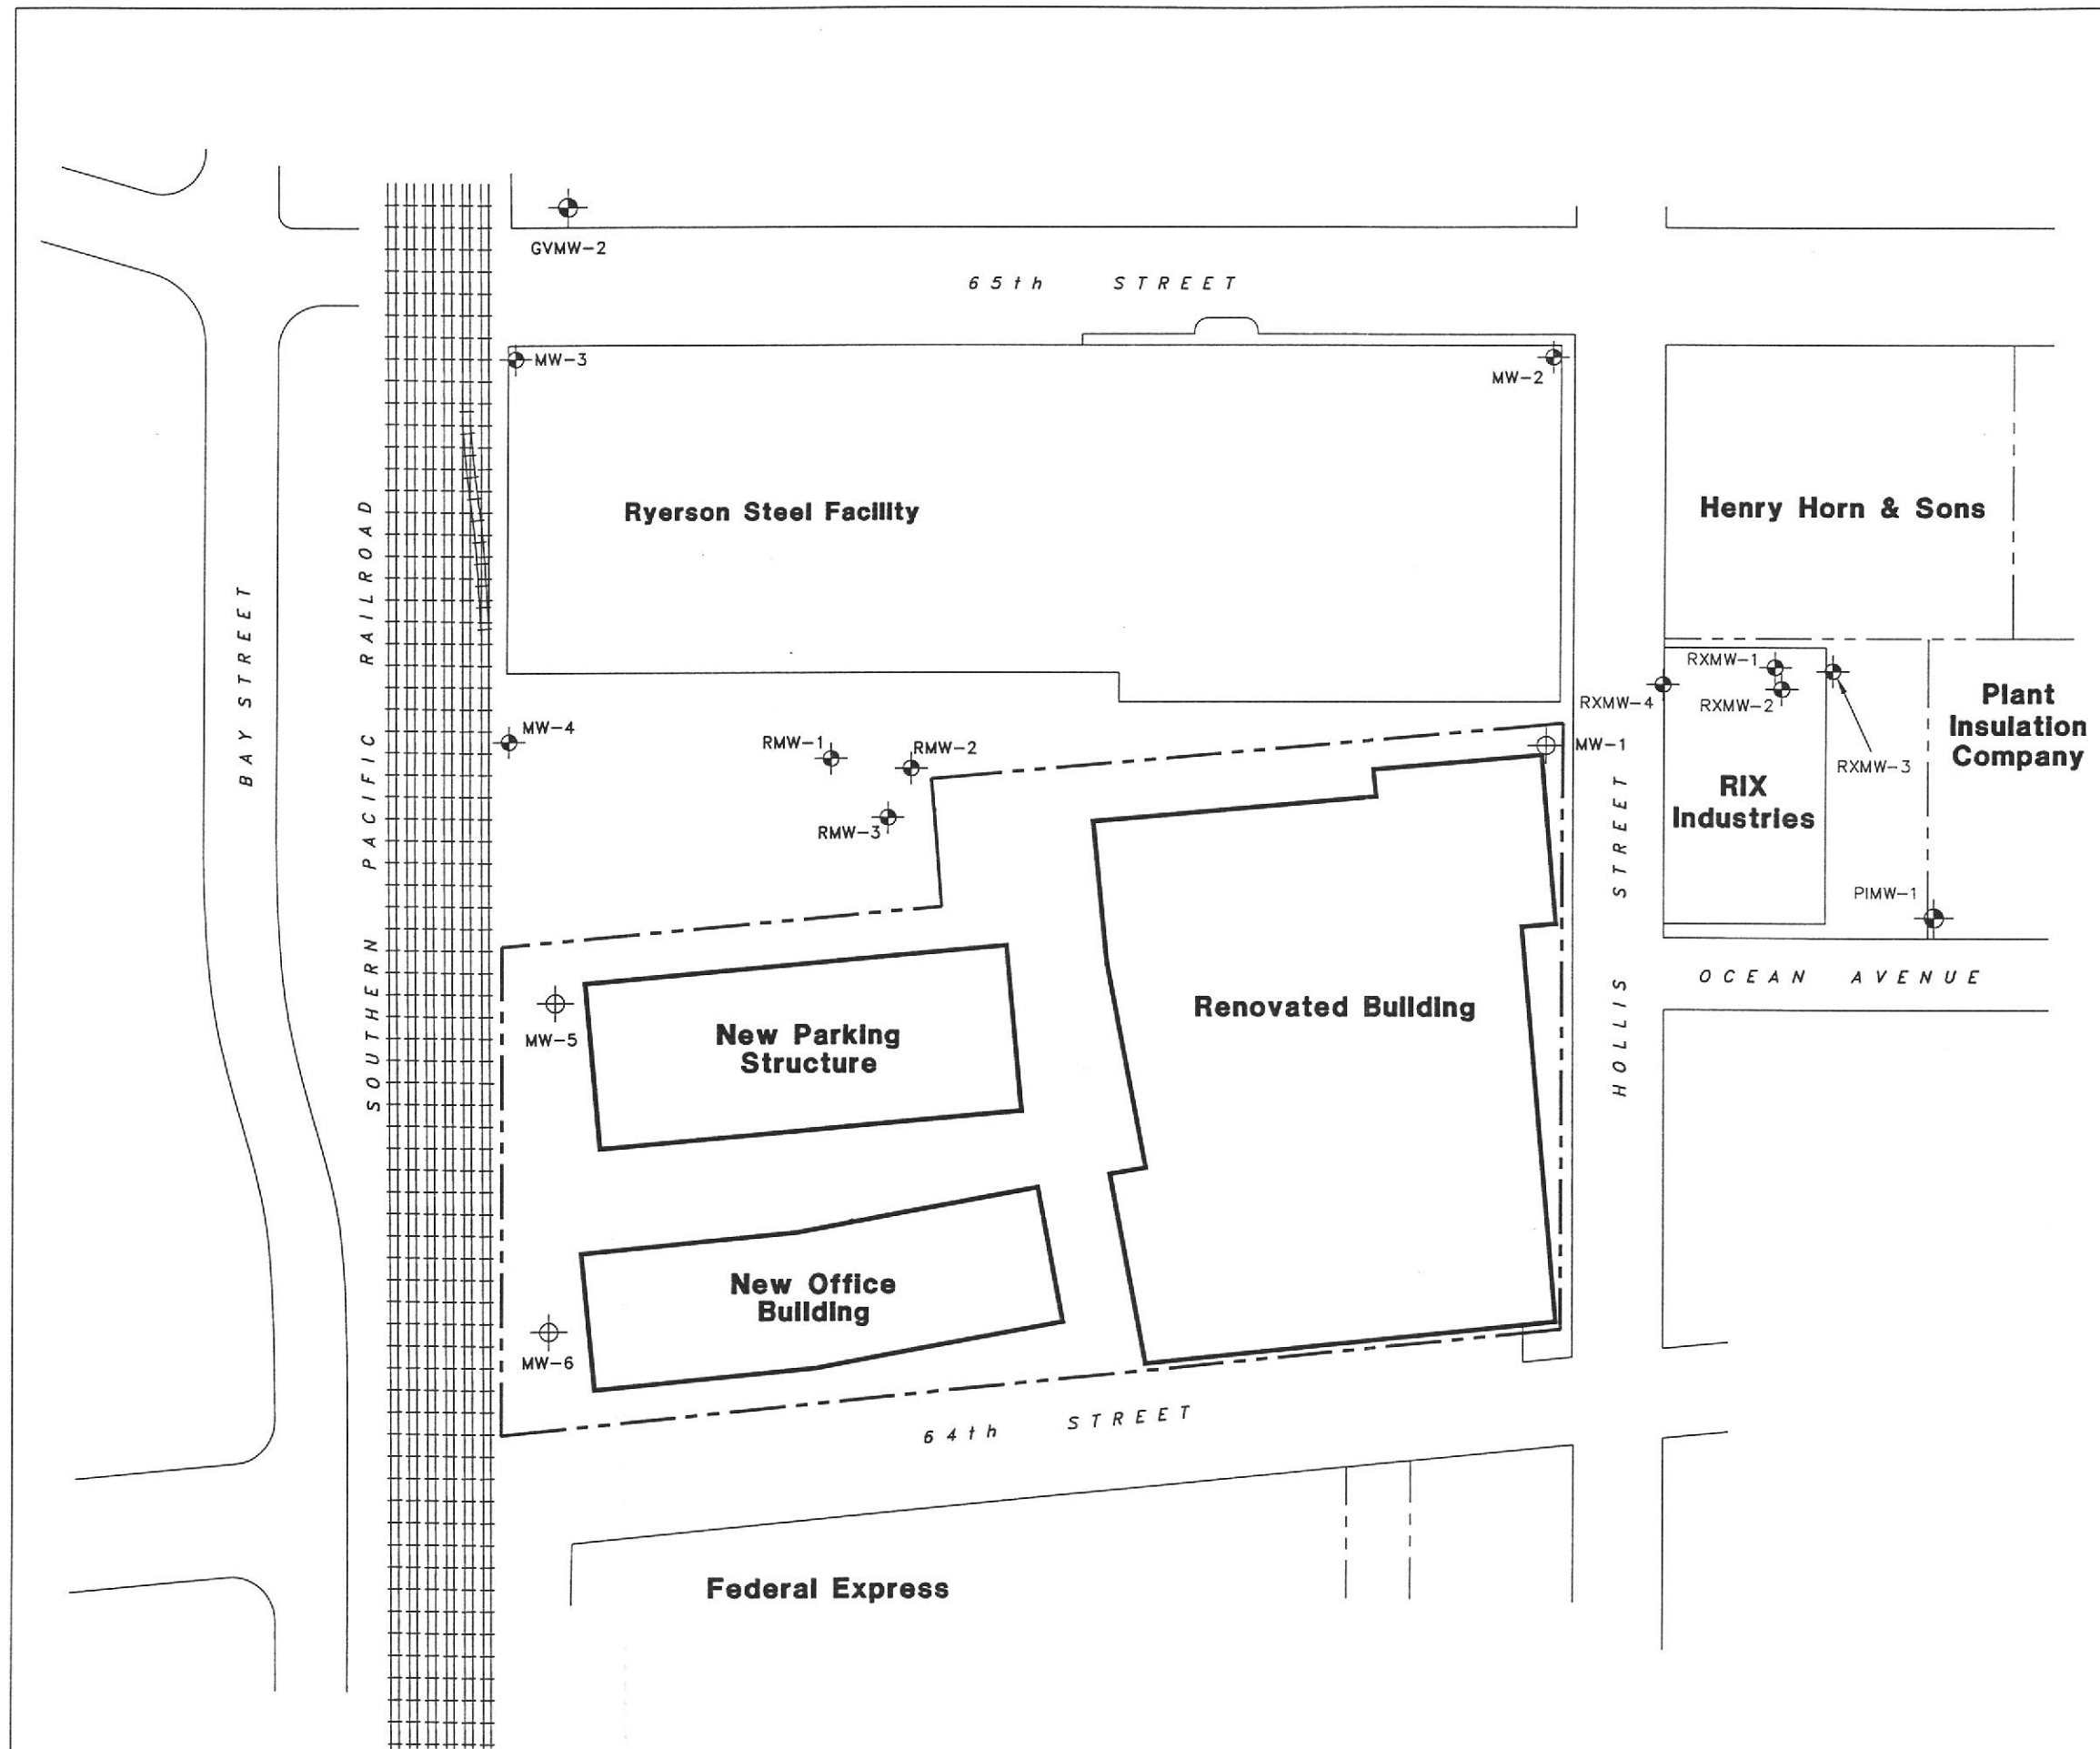 GVMW-2
65th STREET
MW-3
MW-2
Ryerson Steel Facility
Henry Horn & Sons
BAY STREET
SOUTHERN PACIFIC RAILROAD
RXMW-1
RXMW-4
RXMW-2
RXMW-3
Plant
Insulation
Company
MW-4
RMW-1
RMW-2
MW-1
RMW-3
RIX
Industries
HOLLIS STREET
PIMW-1
OCEAN AVENUE
Renovated Building
MW-5
New Parking
Structure
New Office
Building
MW-6
64th STREET
Federal Express